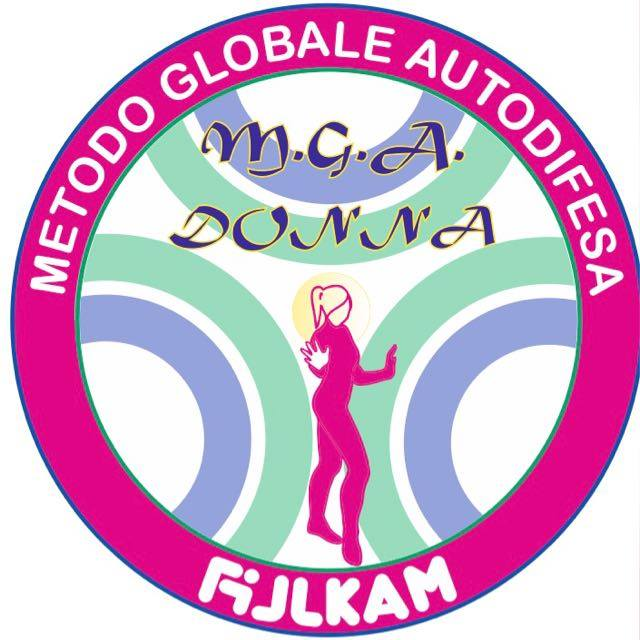 METODO GLOBALE AUTODIFESA
M.G.A.
DONNA
FIJLKAM